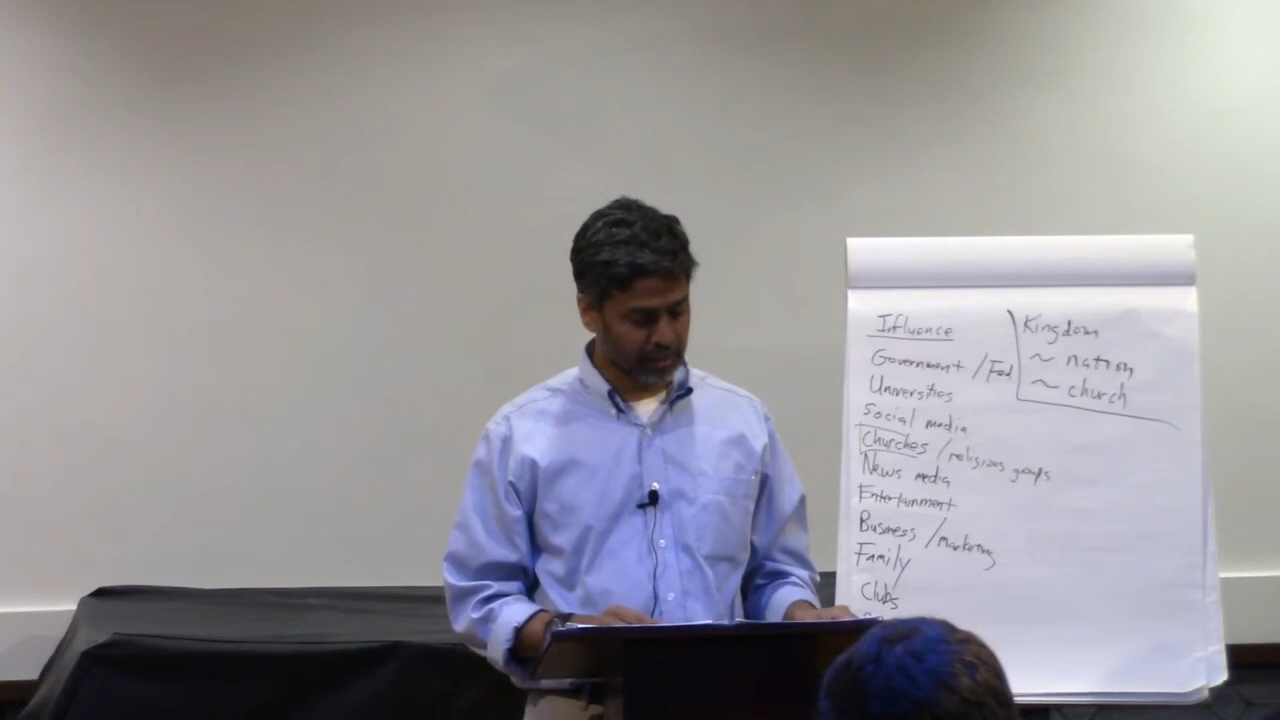 Influence
Government / Fed
Universities
Social media
Churches / religious groups
News media
Entertainment
Business / marketing
Family
Clubs
Kingdom
~ nation
~ church